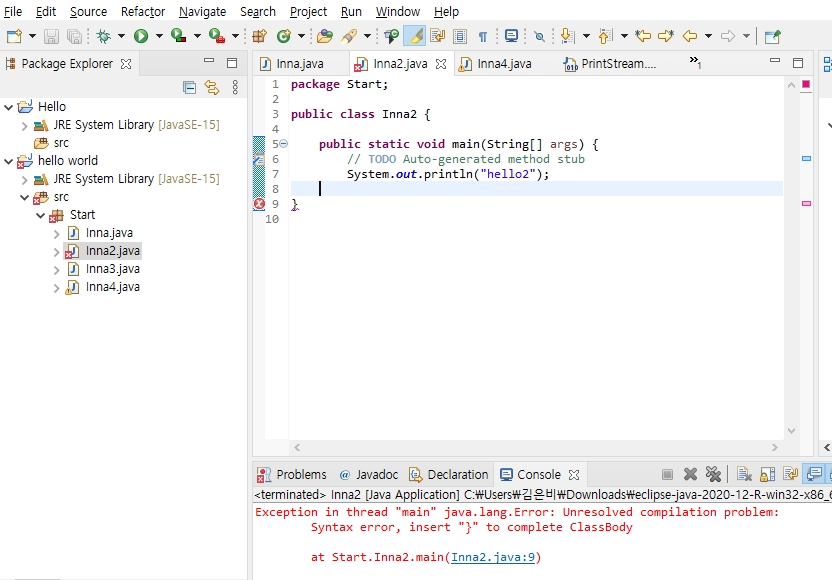 File Edit Source Refactor Navigate Search Project Run Window Help
Package Explorer
Hello
JRE System Library [JavaSE-15]
src
hello world
JRE System Library [JavaSE-15]
src
Start
Inna.java
Inna2.java
Inna3.java
Inna4.java
Inna.java Inna2.java Inna4.java PrintStream.... »1
1 package Start;
2
3 public class Inna2 {
4
5 public static void main(String[] args) {
6 // TODO Auto-generated method stub
7 System.out.println("hello2");
8
9 }
10
Problems @ Javadoc Declaration Console
<terminated> Inna2 [Java Application] C:₩Users₩김은비₩Downloads₩eclipse-java-2020-12-R-win32-x86_6
Exception in thread "main" java.lang.Error: Unresolved compilation problem:
Syntax error, insert "}" to complete ClassBody
at Start.Inna2.main(Inna2.java:9)